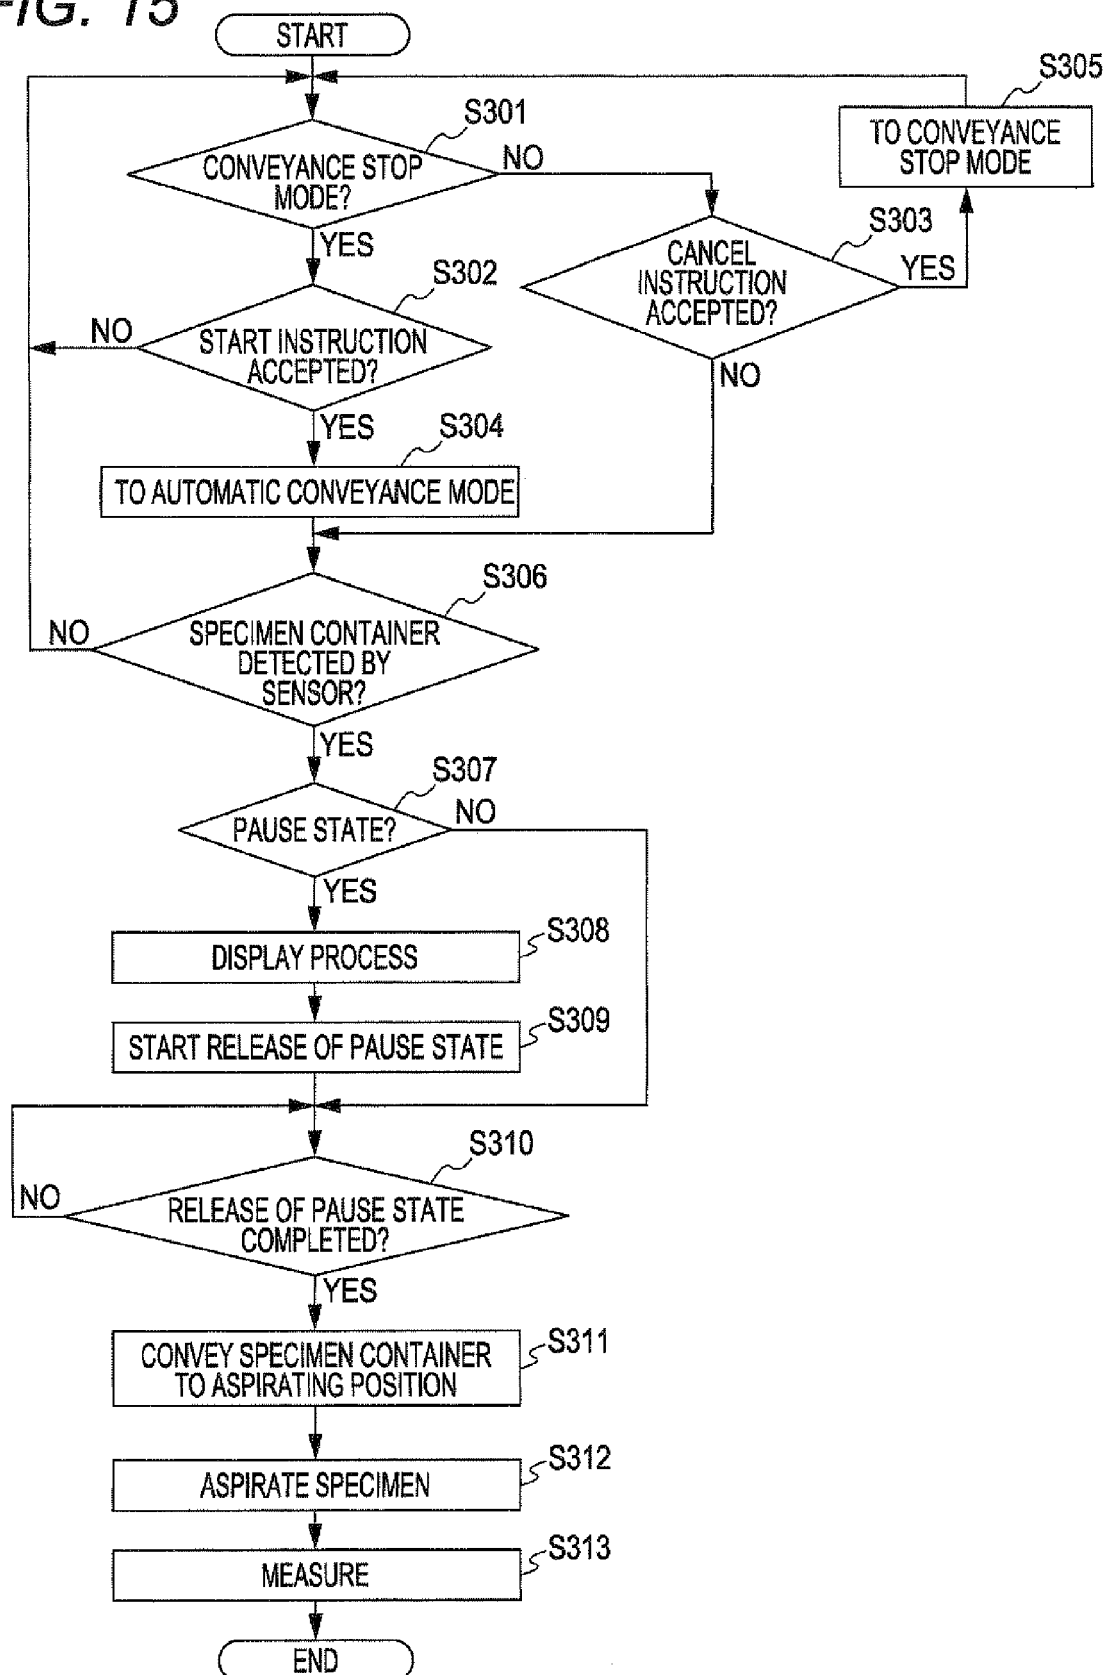 FIG. 15
START
S301
CONVEYANCE STOP
MODE?
NO
YES
S305
TO CONVEYANCE
STOP MODE
S303
CANCEL
INSTRUCTION
ACCEPTED?
YES
NO
S302
START INSTRUCTION
ACCEPTED?
NO
YES
S304
TO AUTOMATIC CONVEYANCE MODE
S306
SPECIMEN CONTAINER
DETECTED BY
SENSOR?
NO
YES
S307
PAUSE STATE?
NO
YES
S308
DISPLAY PROCESS
S309
START RELEASE OF PAUSE STATE
S310
RELEASE OF PAUSE STATE
COMPLETED?
NO
YES
S311
CONVEY SPECIMEN CONTAINER
TO ASPIRATING POSITION
S312
ASPIRATE SPECIMEN
S313
MEASURE
END